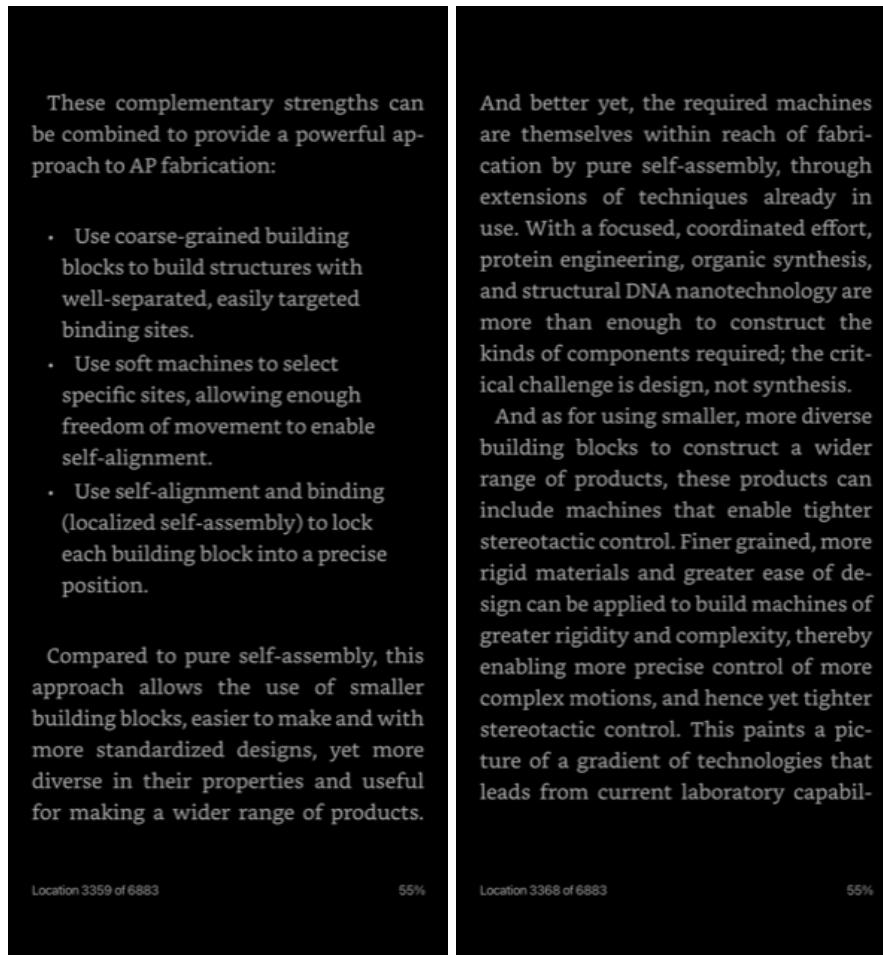 These complementary strengths can
be combined to provide a powerful ap-
proach to AP fabrication:
• Use coarse-grained building
blocks to build structures with
well-separated, easily targeted
binding sites.
• Use soft machines to select
specific sites, allowing enough
freedom of movement to enable
self-alignment.
• Use self-alignment and binding
(localized self-assembly) to lock
each building block into a precise
position.
Compared to pure self-assembly, this
approach allows the use of smaller
building blocks, easier to make and with
more standardized designs, yet more
diverse in their properties and useful
for making a wider range of products.
Location 3359 of 6883 55%
And better yet, the required machines
are themselves within reach of fabri-
cation by pure self-assembly, through
extensions of techniques already in
use. With a focused, coordinated effort,
protein engineering, organic synthesis,
and structural DNA nanotechnology are
more than enough to construct the
kinds of components required; the crit-
ical challenge is design, not synthesis.
And as for using smaller, more diverse
building blocks to construct a wider
range of products, these products can
include machines that enable tighter
stereotactic control. Finer grained, more
rigid materials and greater ease of de-
sign can be applied to build machines of
greater rigidity and complexity, thereby
enabling more precise control of more
complex motions, and hence yet tighter
stereotactic control. This paints a pic-
ture of a gradient of technologies that
leads from current laboratory capabil-
Location 3368 of 6883 55%